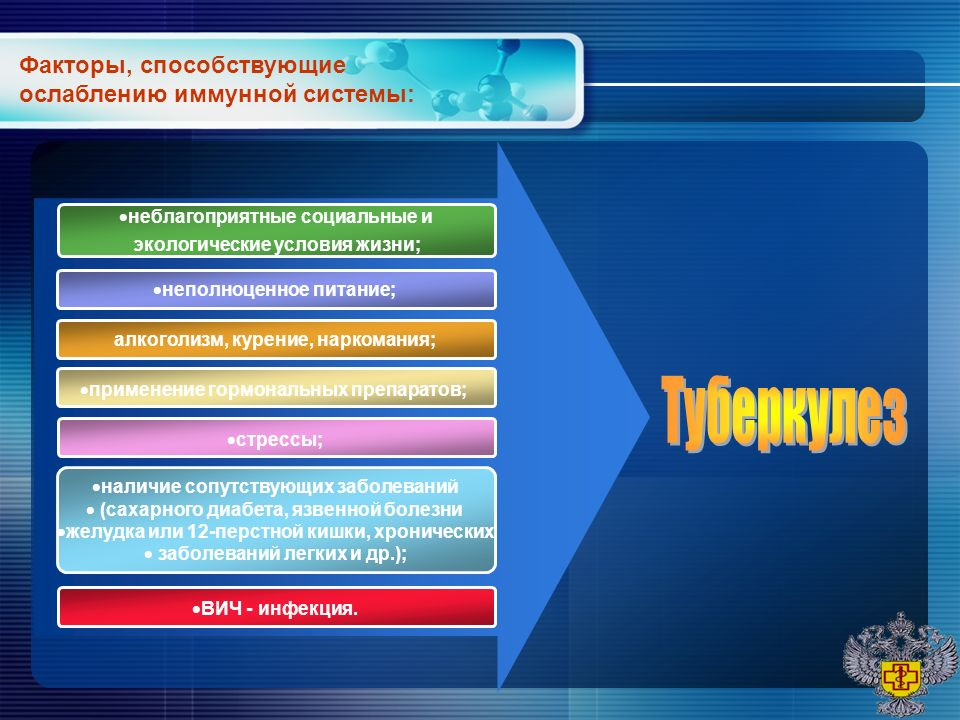 Факторы, способствующие
ослаблению иммунной системы:
•неблагоприятные социальные и
экологические условия жизни;
•неполноценное питание;
алкоголизм, курение, наркомания;
•применение гормональных препаратов;
•стрессы;
•наличие сопутствующих заболеваний
• (сахарного диабета, язвенной болезни
•желудка или 12-перстной кишки, хронических
• заболеваний легких и др.);
•ВИЧ - инфекция.
Туберкулез